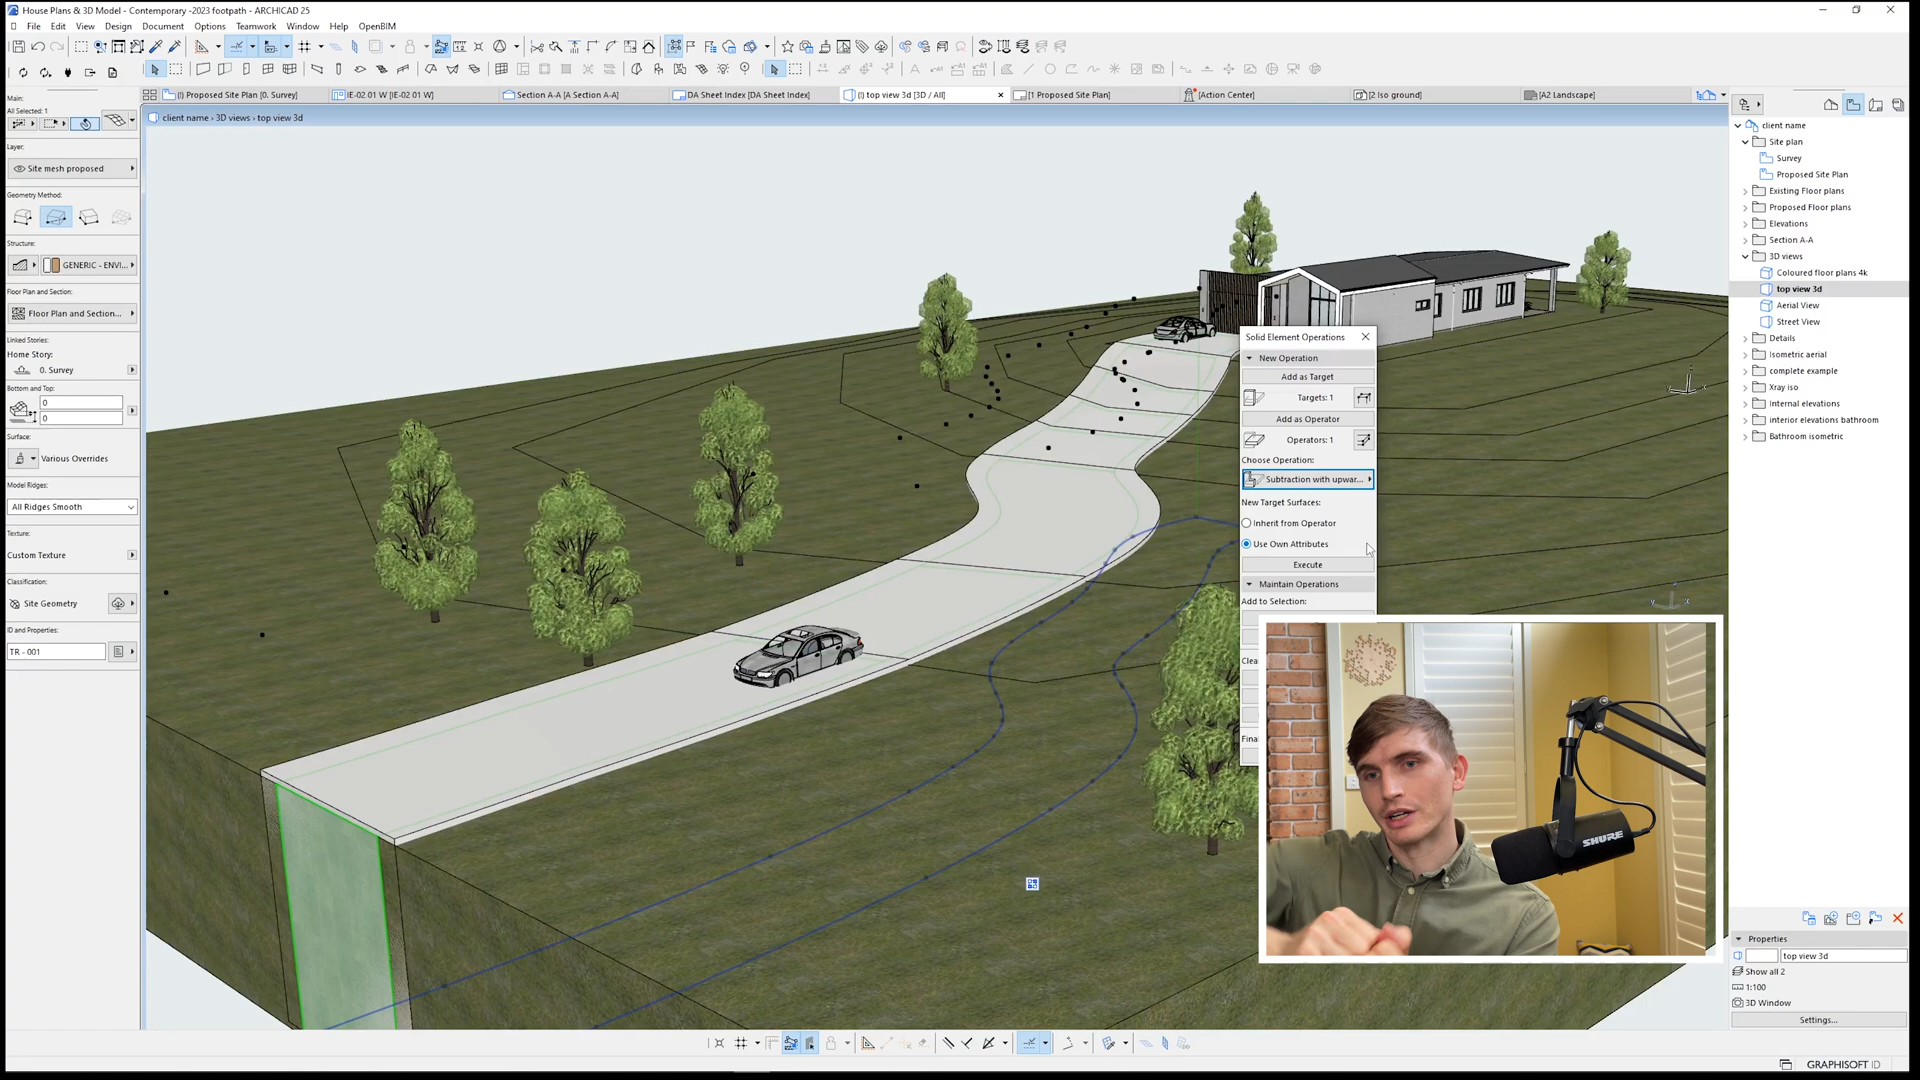 House Plans & 3D Model - Contemporary -2023 footpath - ARCHICAD 25
File Edit View Design Document Options Teamwork Window Help OpenBIM
(!) Proposed Site Plan [0. Survey]
IE-02 01 W [IE-02 01 W]
Section A-A [A Section A-A]
DA Sheet Index [DA Sheet Index]
(!) top view 3d [3D / All]
[1 Proposed Site Plan]
[Action Center]
[2 Iso ground]
[A2 Landscape]
client name › 3D views › top view 3d
Main:
All Selected: 1
Layer:
Site mesh proposed
Geometry Method:
Structure:
GENERIC - ENVI...
Floor Plan and Section:
Floor Plan and Section...
Linked Stories:
Home Story:
0. Survey
Bottom and Top:
0
0
Surface:
Various Overrides
Model Ridges:
All Ridges Smooth
Texture:
Custom Texture
Classification:
Site Geometry
ID and Properties:
TR - 001
Solid Element Operations
New Operation
Add as Target
Targets: 1
Add as Operator
Operators: 1
Choose Operation:
Subtraction with upwar...
New Target Surfaces:
Inherit from Operator
Use Own Attributes
Execute
Maintain Operations
Add to Selection:
Clea
Final
SHURE
client name
Site plan
Survey
Proposed Site Plan
Existing Floor plans
Proposed Floor plans
Elevations
Section A-A
3D views
Coloured floor plans 4k
top view 3d
Aerial View
Street View
Details
Isometric aerial
complete example
Xray iso
Internal elevations
interior elevations bathroom
Bathroom isometric
Properties
top view 3d
Show all 2
1:100
3D Window
Settings...
GRAPHISOFT ID